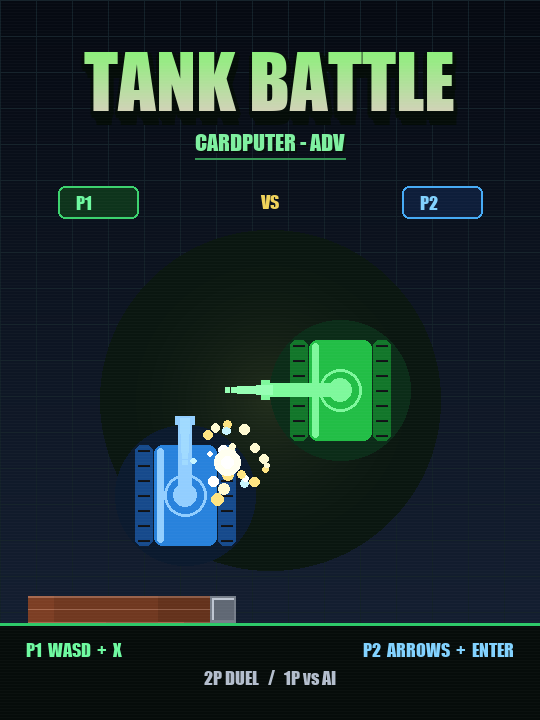 TANK BATTLE
CARDPUTER - ADV
P1 VS P2
P1 WASD + X P2 ARROWS + ENTER
2P DUEL / 1P vs AI